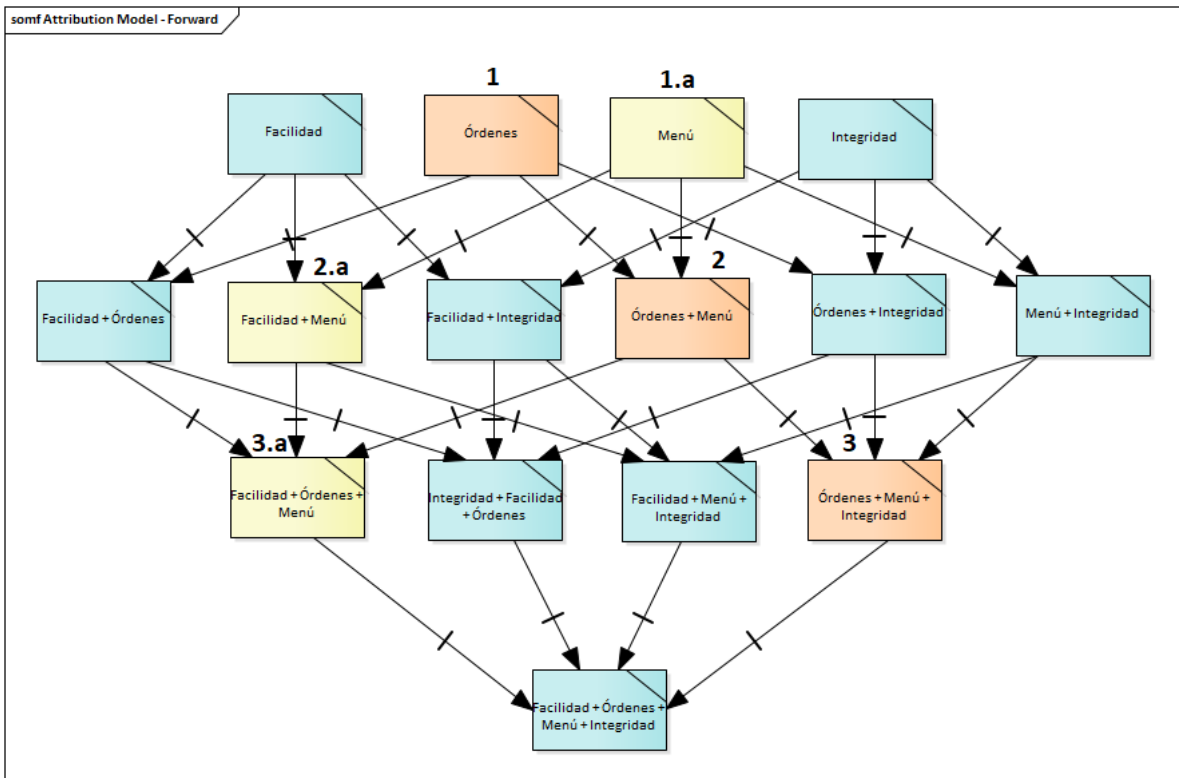 somf Attribution Model - Forward
1
1.a
Facilidad
Órdenes
Menú
Integridad
2.a
2
Facilidad + Órdenes
Facilidad + Menú
Facilidad + Integridad
Órdenes + Menú
Órdenes + Integridad
Menú + Integridad
3.a
3
Facilidad + Órdenes +
Menú
Integridad + Facilidad
+ Órdenes
Facilidad + Menú +
Integridad
Órdenes + Menú +
Integridad
Facilidad + Órdenes +
Menú + Integridad